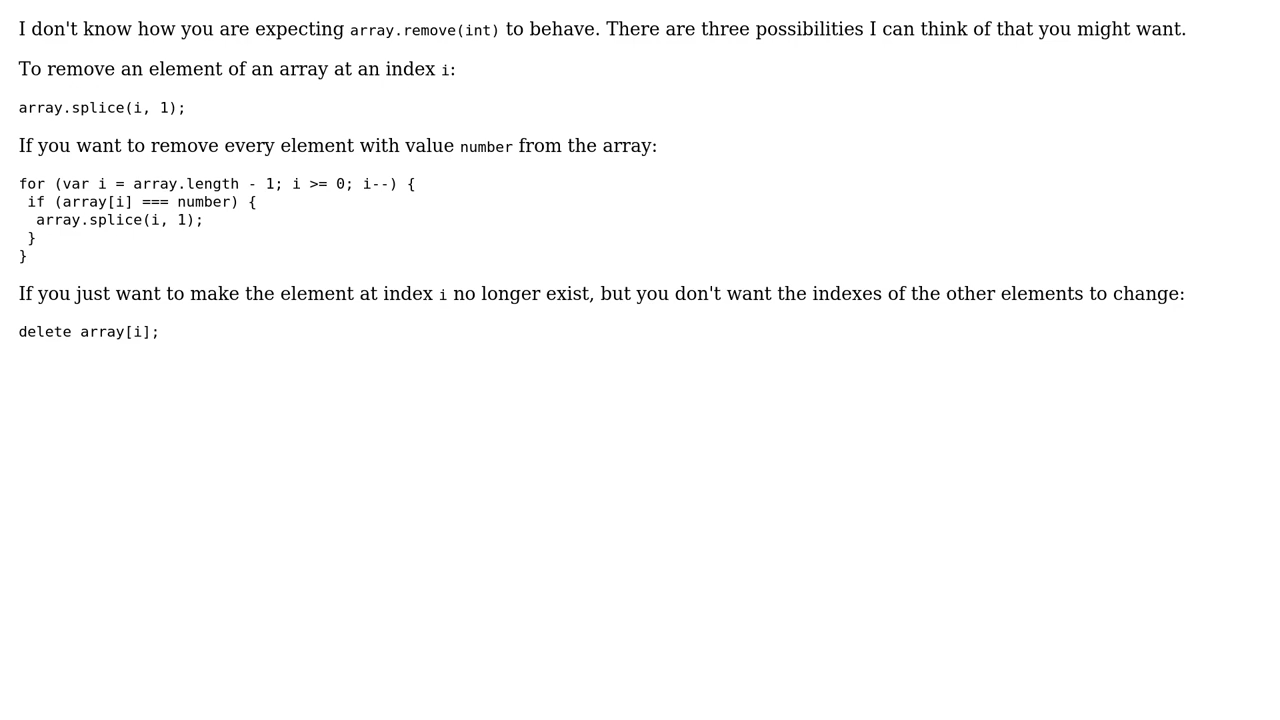 I don't know how you are expecting array.remove(int) to behave. There are three possibilities I can think of that you might want.
To remove an element of an array at an index i:
array.splice(i, 1);
If you want to remove every element with value number from the array:
for (var i = array.length - 1; i >= 0; i--) {
 if (array[i] === number) {
  array.splice(i, 1);
 }
}
If you just want to make the element at index i no longer exist, but you don't want the indexes of the other elements to change:
delete array[i];